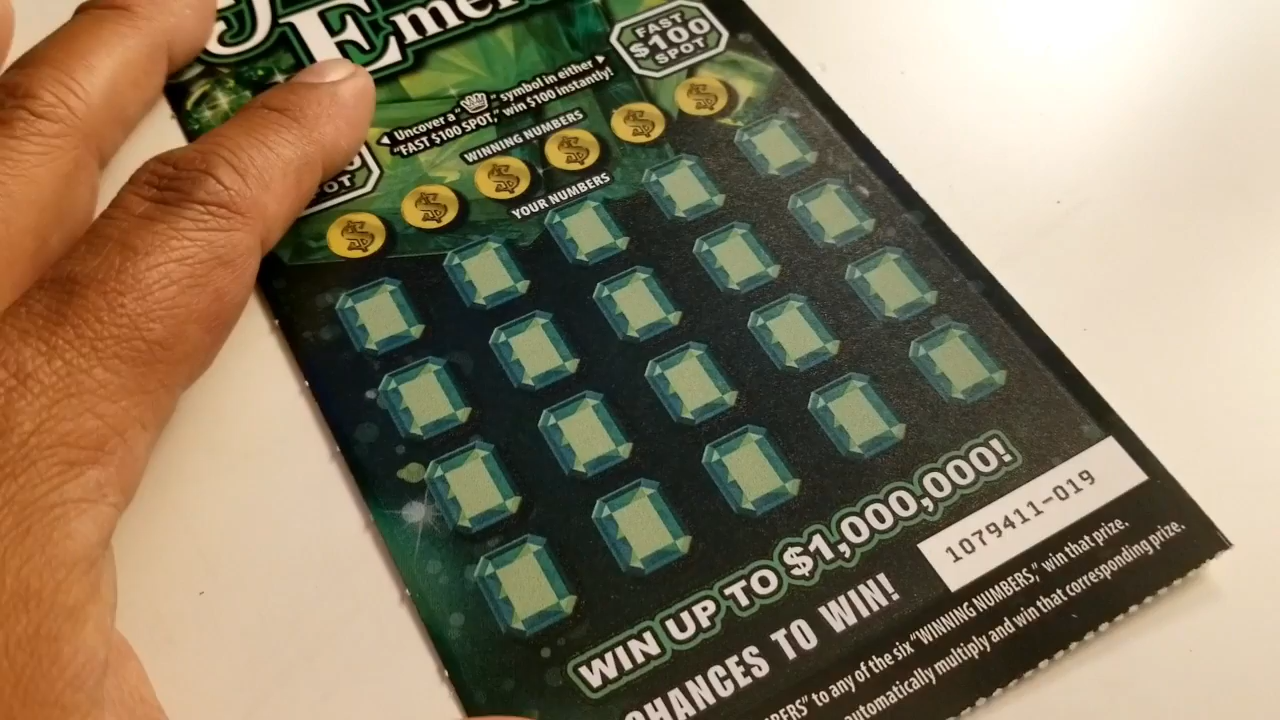 FAST
$100
SPOT
Uncover a " " symbol in either
"FAST $100 SPOT," win $100 instantly!
WINNING NUMBERS
YOUR NUMBERS
WIN UP TO $1,000,000!
CHANCES TO WIN!
1079411-019
to any of the six "WINNING NUMBERS," win that prize.
automatically multiply and win that corresponding prize.